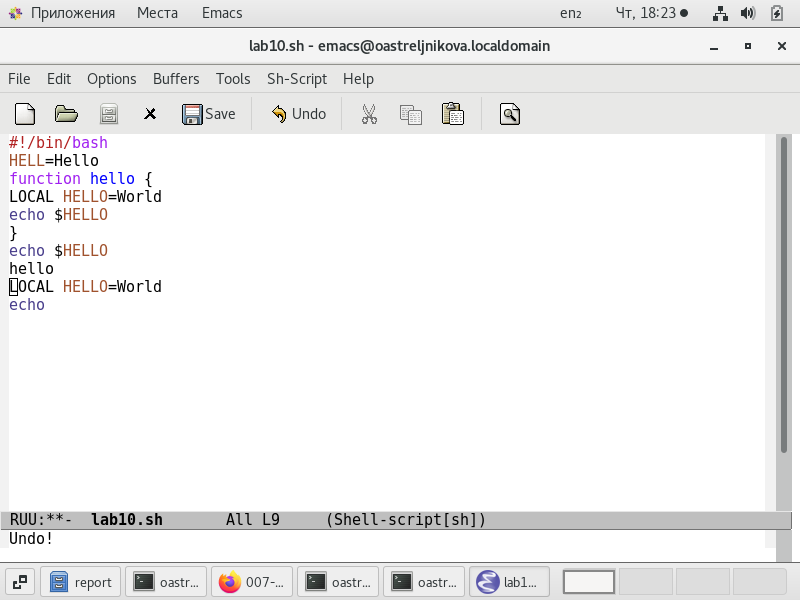 Приложения Места Emacs en₂ Чт, 18:23
lab10.sh - emacs@oastreljnikova.localdomain
File Edit Options Buffers Tools Sh-Script Help
Save Undo
#!/bin/bash
HELL=Hello
function hello {
LOCAL HELLO=World
echo $HELLO
}
echo $HELLO
hello
LOCAL HELLO=World
echo
RUU:**- lab10.sh All L9 (Shell-script[sh])
Undo!
report oastr... 007-... oastr... oastr... lab1...